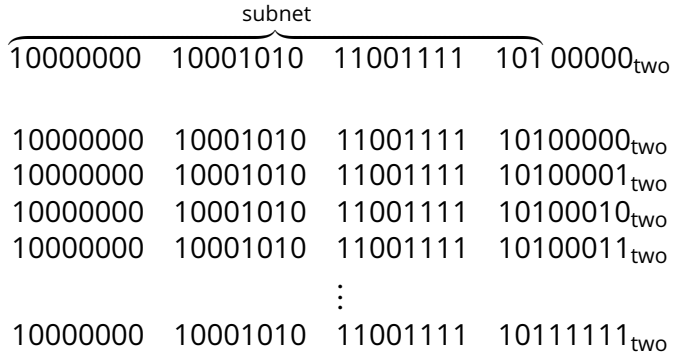 subnet
10000000 10001010 11001111 101 00000two
10000000 10001010 11001111 10100000two
10000000 10001010 11001111 10100001two
10000000 10001010 11001111 10100010two
10000000 10001010 11001111 10100011two
⋮
10000000 10001010 11001111 10111111two